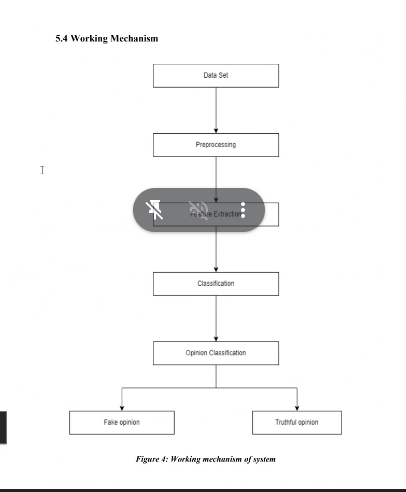 5.4 Working Mechanism
Data Set
Preprocessing
Feature Extraction
Classification
Opinion Classification
Fake opinion
Truthful opinion
Figure 4: Working mechanism of system